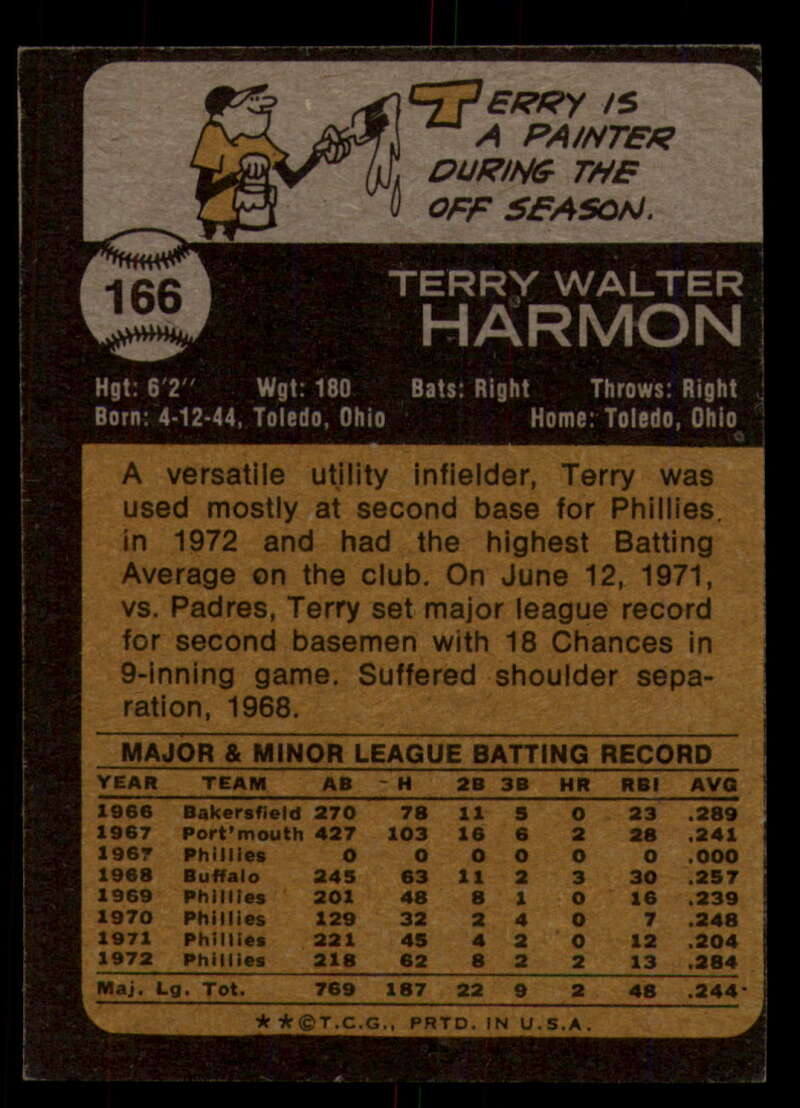 TERRY IS
A PAINTER
DURING THE
OFF SEASON.
166
TERRY WALTER
HARMON
Hgt: 6'2" Wgt: 180 Bats: Right Throws: Right
Born: 4-12-44, Toledo, Ohio Home: Toledo, Ohio
A versatile utility infielder, Terry was
used mostly at second base for Phillies
in 1972 and had the highest Batting
Average on the club. On June 12, 1971,
vs. Padres, Terry set major league record
for second basemen with 18 Chances in
9-inning game. Suffered shoulder sepa-
ration, 1968.
MAJOR & MINOR LEAGUE BATTING RECORD
YEAR TEAM AB H 2B 3B HR RBI AVG
1966 Bakersfield 270 78 11 5 0 23 .289
1967 Port'mouth 427 103 16 6 2 28 .241
1967 Phillies 0 0 0 0 0 0 .000
1968 Buffalo 245 63 11 2 3 30 .257
1969 Phillies 201 48 8 1 0 16 .239
1970 Phillies 129 32 2 4 0 7 .248
1971 Phillies 221 45 4 2 0 12 .204
1972 Phillies 218 62 8 2 2 13 .284
Maj. Lg. Tot. 769 187 22 9 2 48 .244
★★©T.C.G., PRTD. IN U.S.A.